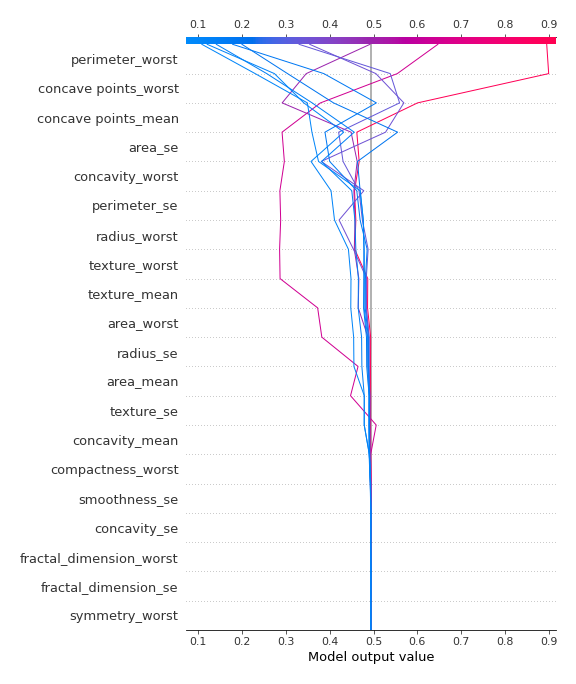 0.1 0.2 0.3 0.4 0.5 0.6 0.7 0.8 0.9
perimeter_worst
concave points_worst
concave points_mean
area_se
concavity_worst
perimeter_se
radius_worst
texture_worst
texture_mean
area_worst
radius_se
area_mean
texture_se
concavity_mean
compactness_worst
smoothness_se
concavity_se
fractal_dimension_worst
fractal_dimension_se
symmetry_worst
0.1 0.2 0.3 0.4 0.5 0.6 0.7 0.8 0.9
Model output value